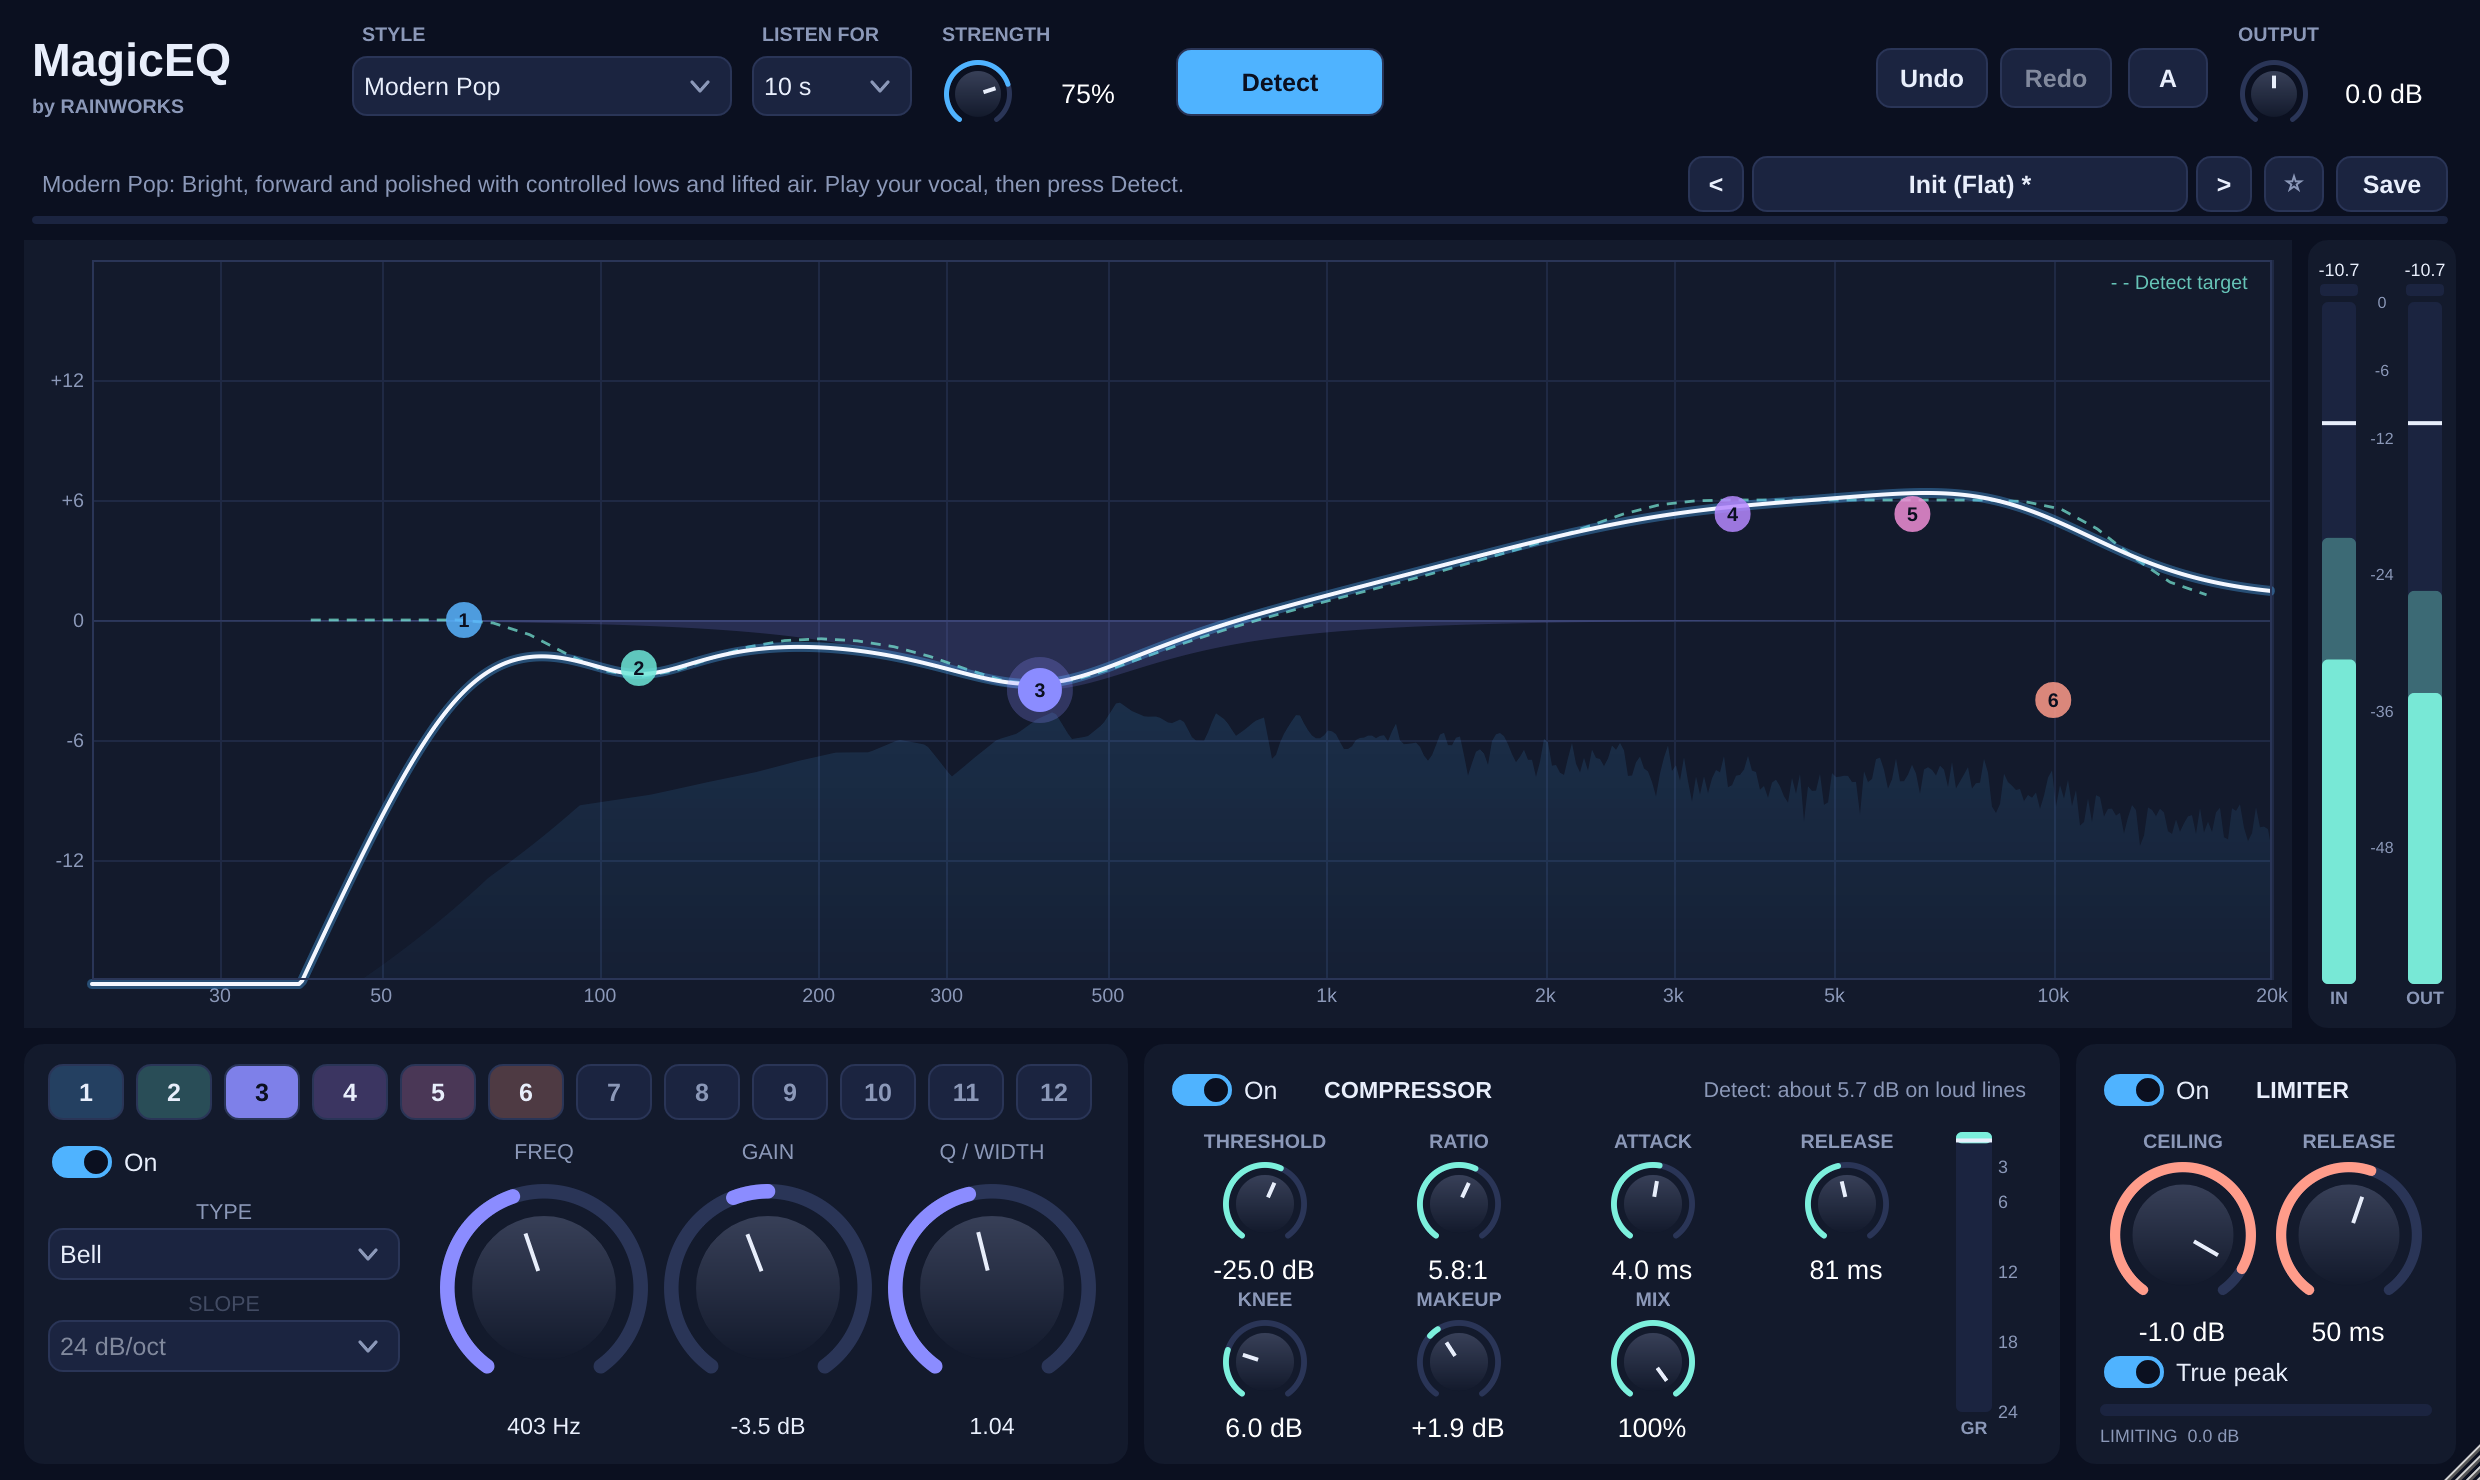 STYLE
LISTEN FOR
STRENGTH
OUTPUT
MagicEQ
by RAINWORKS
Modern Pop
10 s
75%
Detect
Undo
Redo
A
0.0 dB
Modern Pop: Bright, forward and polished with controlled lows and lifted air. Play your vocal, then press Detect.
<
Init (Flat) *
>
☆
Save
- - Detect target
+12
+6
0
-6
-12
1
2
3
4
5
6
30
50
100
200
300
500
1k
2k
3k
5k
10k
20k
-10.7
-10.7
0
-6
-12
-24
-36
-48
IN
OUT
1
2
3
4
5
6
7
8
9
10
11
12
On
TYPE
Bell
SLOPE
24 dB/oct
FREQ
GAIN
Q / WIDTH
403 Hz
-3.5 dB
1.04
On
COMPRESSOR
Detect: about 5.7 dB on loud lines
THRESHOLD
RATIO
ATTACK
RELEASE
-25.0 dB
5.8:1
4.0 ms
81 ms
KNEE
MAKEUP
MIX
6.0 dB
+1.9 dB
100%
3
6
12
18
24
GR
On
LIMITER
CEILING
RELEASE
-1.0 dB
50 ms
True peak
LIMITING 0.0 dB